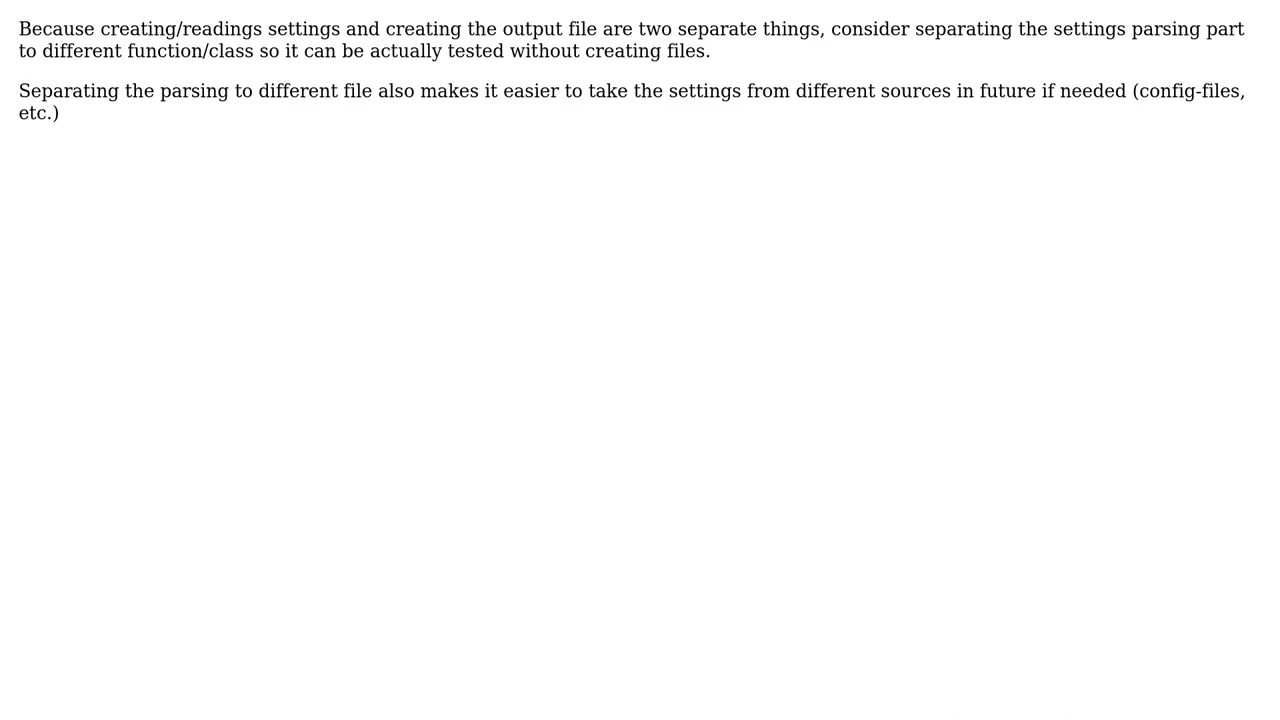 Because creating/readings settings and creating the output file are two separate things, consider separating the settings parsing part
to different function/class so it can be actually tested without creating files.
Separating the parsing to different file also makes it easier to take the settings from different sources in future if needed (config-files,
etc.)